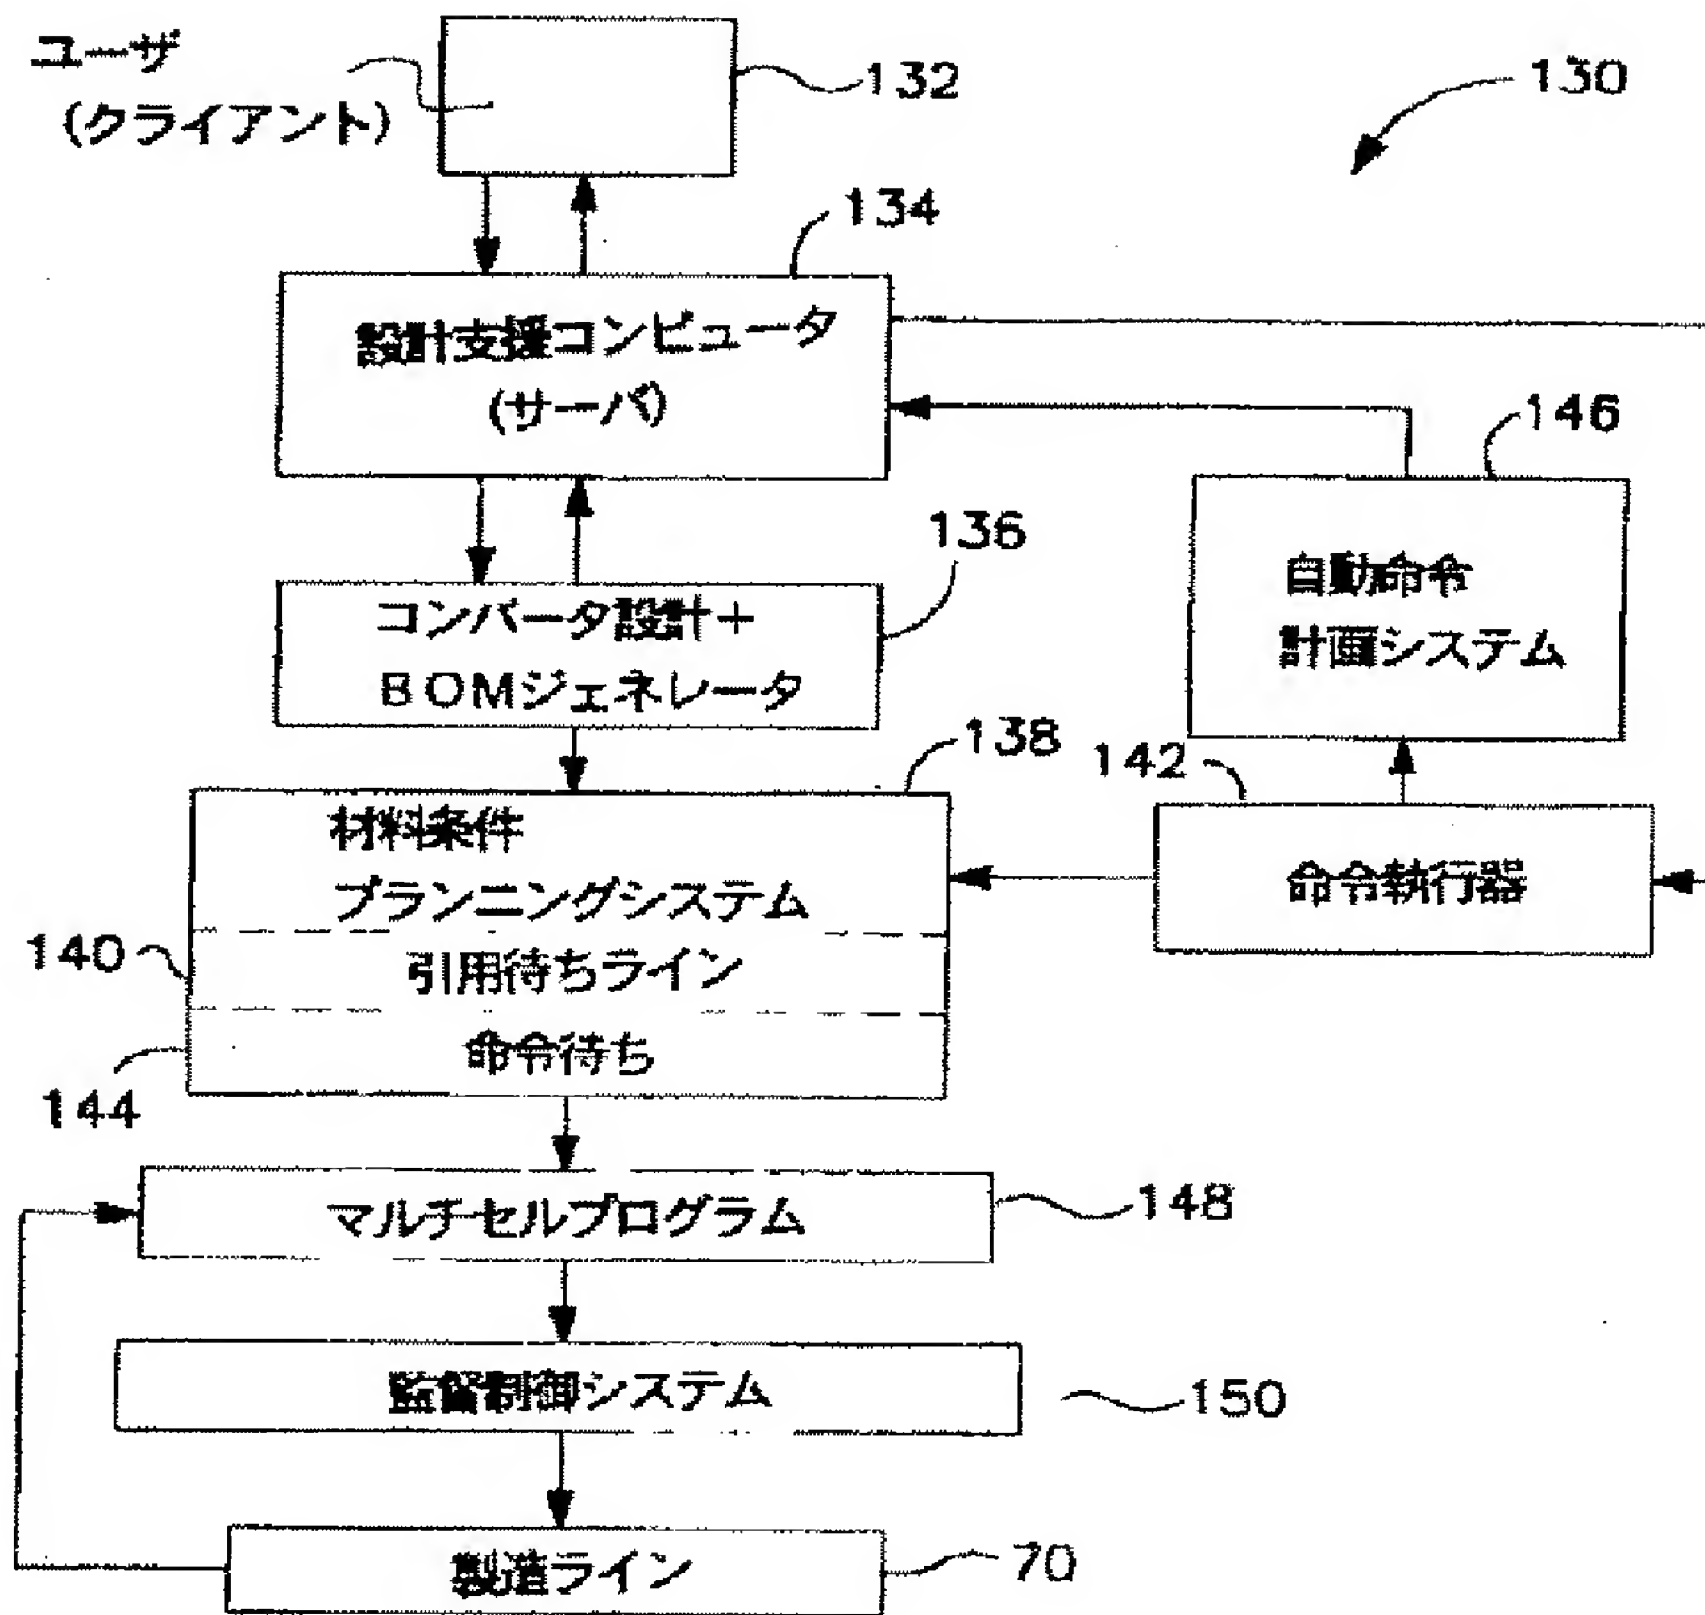 ユーザ
(クライアント)
132
130
134
設計支援コンピュータ
(サーバ)
146
136
自動命令
計画システム
コンバータ設計＋
ＢＯＭジェネレータ
138
142
材料条件
プランニングシステム
命令執行器
140
引用待ちライン
命令待ち
144
マルチセルプログラム
148
監督制御システム
150
製造ライン
70